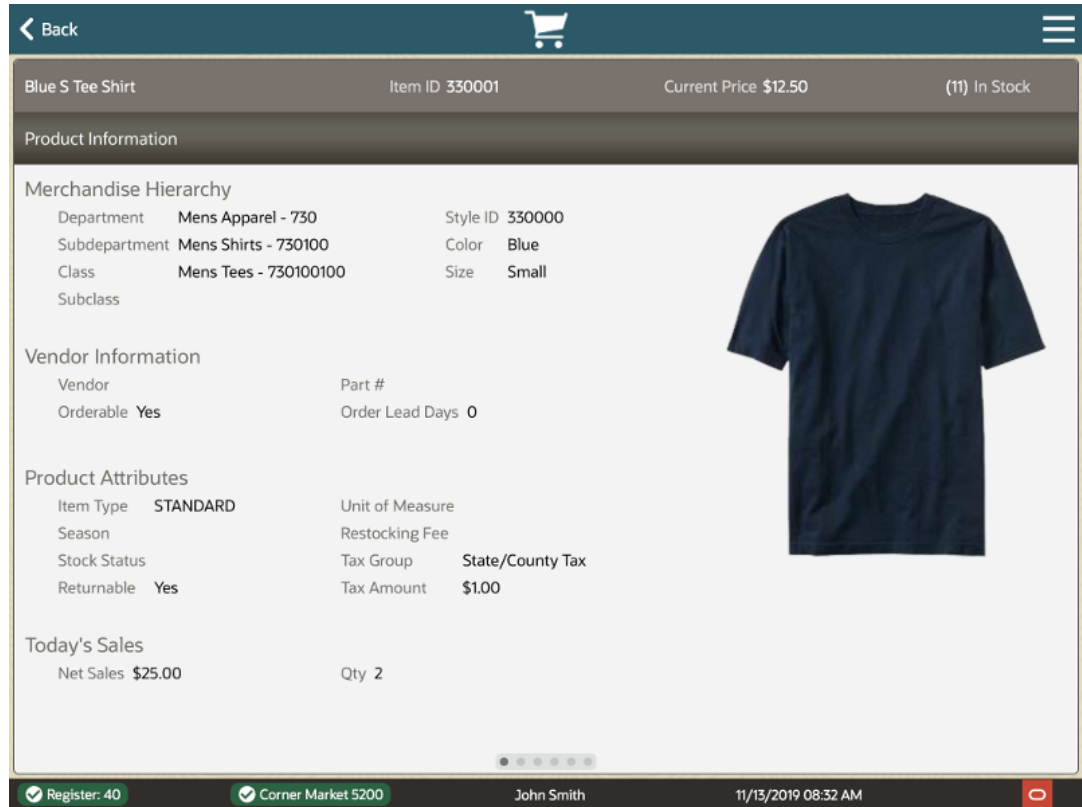 Back
Blue S Tee Shirt Item ID 330001 Current Price $12.50 (11) In Stock
Product Information
Merchandise Hierarchy
Department Mens Apparel - 730 Style ID 330000
Subdepartment Mens Shirts - 730100 Color Blue
Class Mens Tees - 730100100 Size Small
Subclass
Vendor Information
Vendor Part #
Orderable Yes Order Lead Days 0
Product Attributes
Item Type STANDARD Unit of Measure
Season Restocking Fee
Stock Status Tax Group State/County Tax
Returnable Yes Tax Amount $1.00
Today's Sales
Net Sales $25.00 Qty 2
Register: 40 Corner Market 5200 John Smith 11/13/2019 08:32 AM